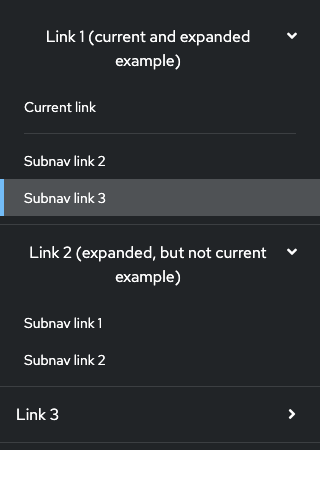 Link 1 (current and expanded
example)
Current link
Subnav link 2
Subnav link 3
Link 2 (expanded, but not current
example)
Subnav link 1
Subnav link 2
Link 3